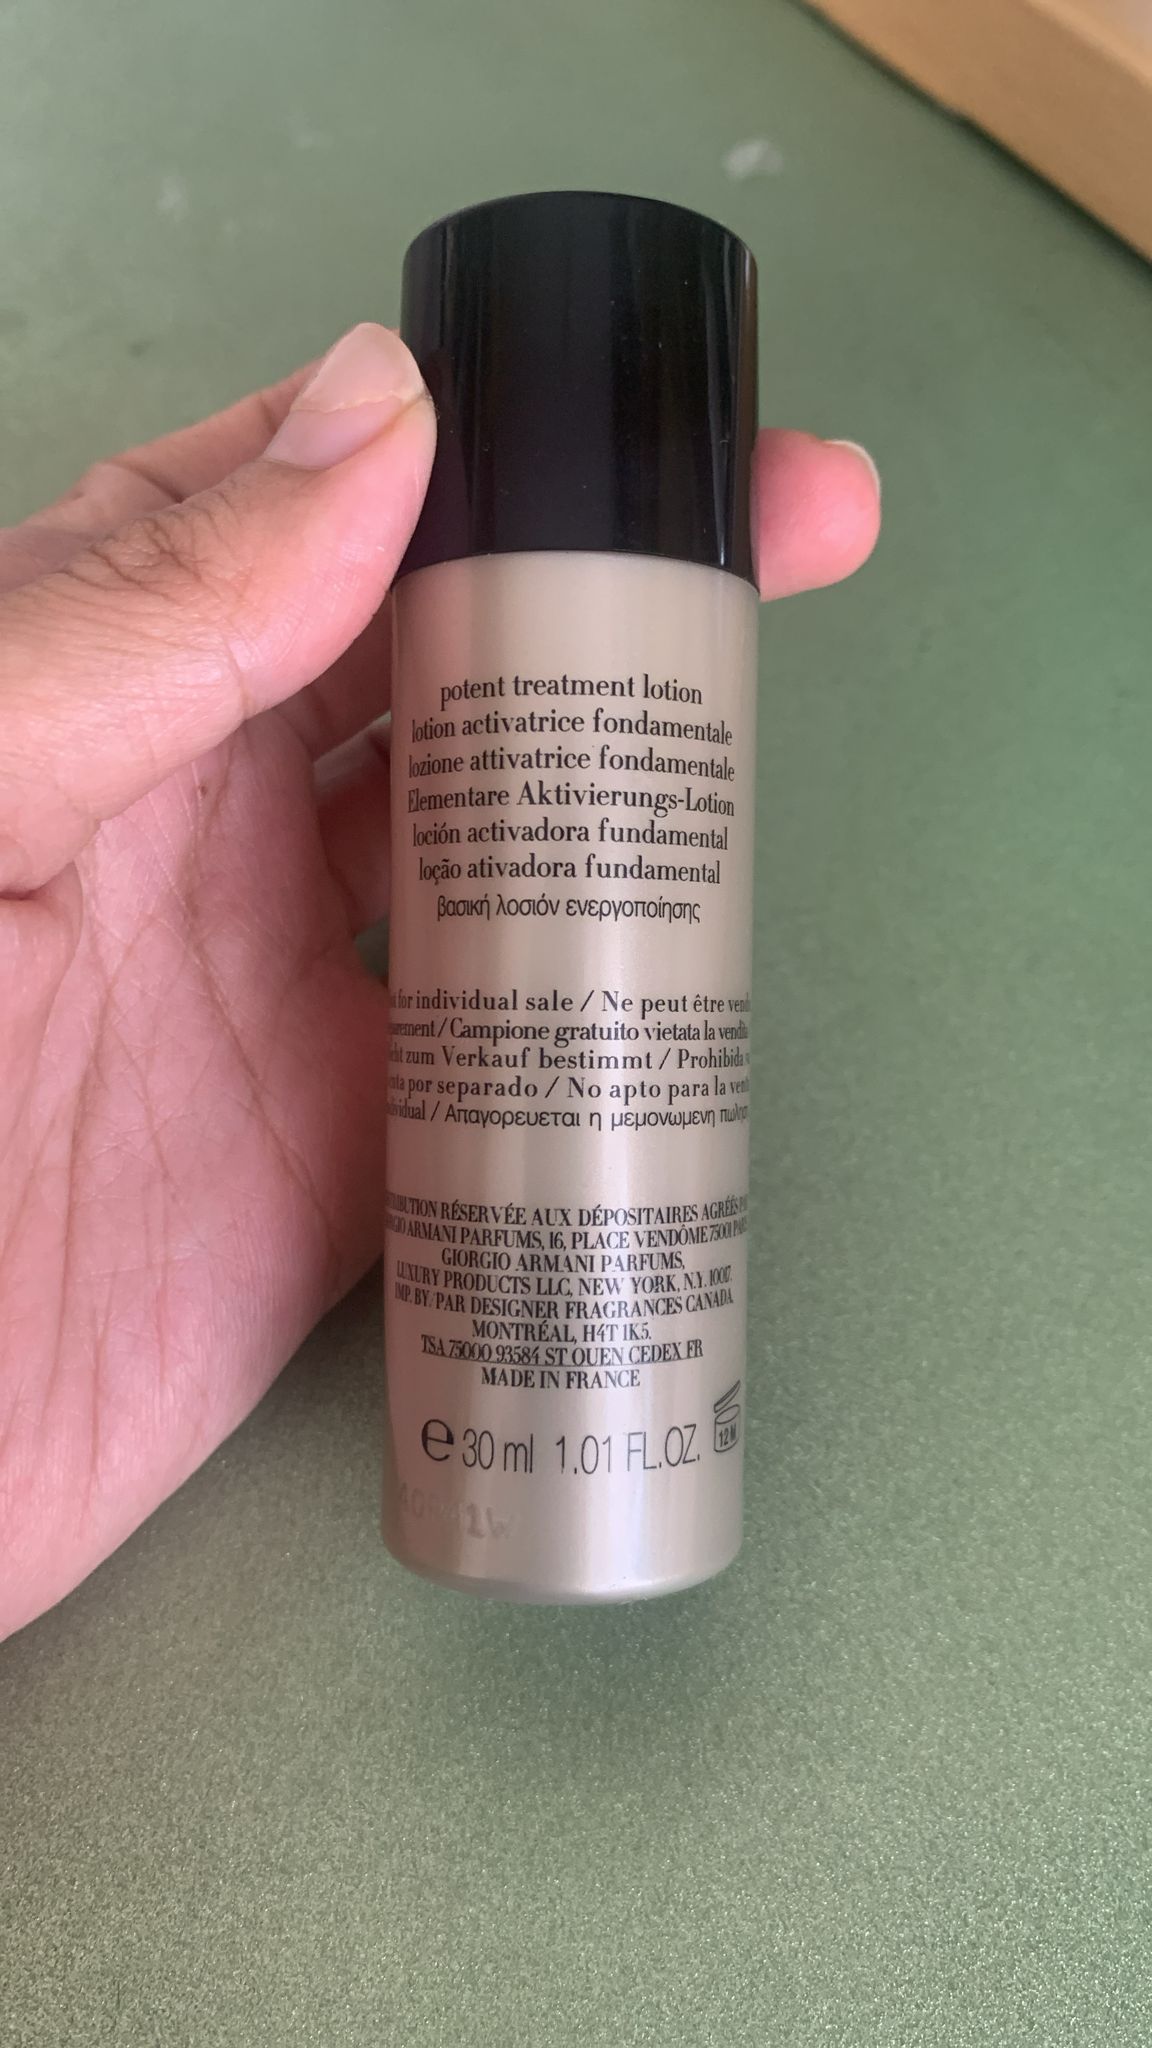 potent treatment lotion
lotion activatrice fondamentale
lozione attivatrice fondamentale
Elementare Aktivierungs-Lotion
loción activadora fundamental
loção ativadora fundamental
βασική λοσιόν ενεργοποίησης
for individual sale / Ne peut être
/ Campione gratuito vietata la
zum Verkauf bestimmt / Prohibida
por separado / No apto para la
/ Απαγορευεται η μεμονωμενη
RÉSERVÉE AUX DÉPOSITAIRES AGRÉÉS
ARMANI PARFUMS, 16, PLACE VENDÔME 75001
GIORGIO ARMANI PARFUMS,
LUXURY PRODUCTS LLC, NEW YORK, N.Y. 10017.
IMP. BY/PAR DESIGNER FRAGRANCES CANADA
MONTRÉAL, H4T 1K5.
TSA 75000 93584 ST OUEN CEDEX FR
MADE IN FRANCE
e 30 ml 1.01 FL.OZ. 12M